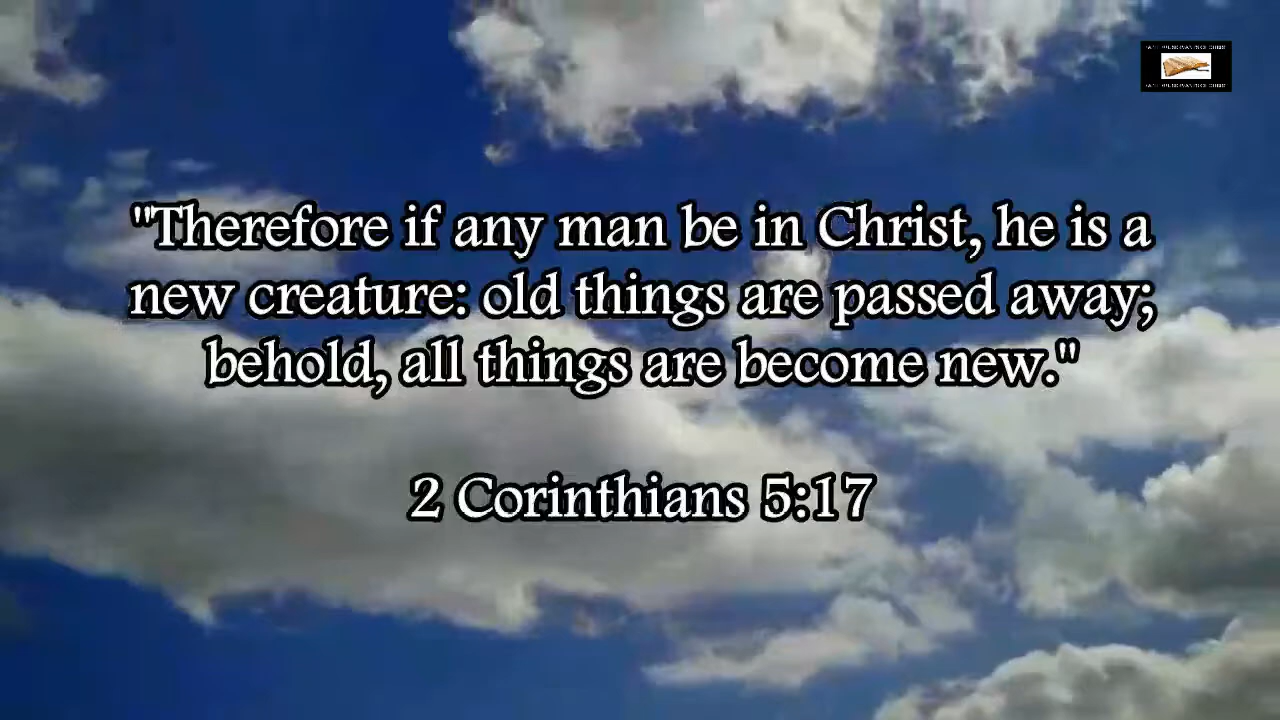 "Therefore if any man be in Christ, he is a
new creature: old things are passed away;
behold, all things are become new."
2 Corinthians 5:17